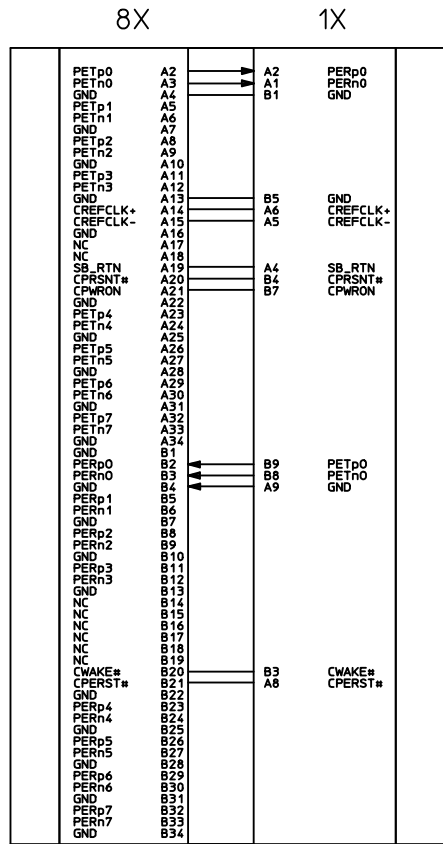 8X 1X
PETp0 A2 A2 PERp0
PETn0 A3 A1 PERn0
GND A4 B1 GND
PETp1 A5
PETn1 A6
GND A7
PETp2 A8
PETn2 A9
GND A10
PETp3 A11
PETn3 A12
GND A13 B5 GND
CREFCLK+ A14 A6 CREFCLK+
CREFCLK- A15 A5 CREFCLK-
GND A16
NC A17
NC A18
SB_RTN A19 A4 SB_RTN
CPRSNT# A20 B4 CPRSNT#
CPWRON A21 B7 CPWRON
GND A22
PETp4 A23
PETn4 A24
GND A25
PETp5 A26
PETn5 A27
GND A28
PETp6 A29
PETn6 A30
GND A31
PETp7 A32
PETn7 A33
GND A34
GND B1
PERp0 B2 B9 PETp0
PERn0 B3 B8 PETn0
GND B4 A9 GND
PERp1 B5
PERn1 B6
GND B7
PERp2 B8
PERn2 B9
GND B10
PERp3 B11
PERn3 B12
GND B13
NC B14
NC B15
NC B16
NC B17
NC B18
NC B19
CWAKE# B20 B3 CWAKE#
CPERST# B21 A8 CPERST#
GND B22
PERp4 B23
PERn4 B24
GND B25
PERp5 B26
PERn5 B27
GND B28
PERp6 B29
PERn6 B30
GND B31
PERp7 B32
PERn7 B33
GND B34